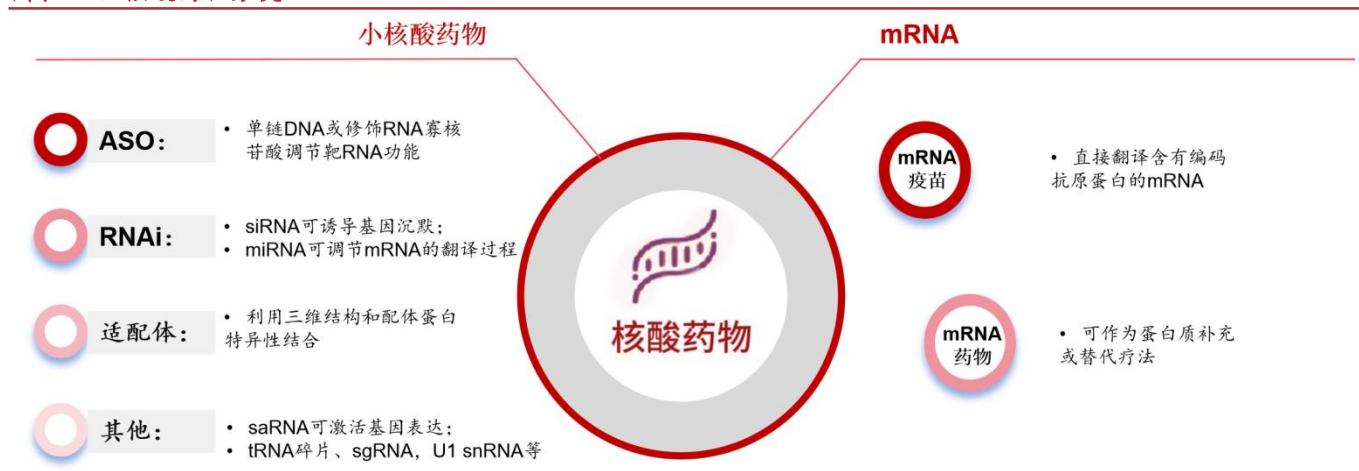 小核酸药物
mRNA
ASO：
• 单链DNA或修饰RNA寡核
苷酸调节靶RNA功能
RNAi：
• siRNA可诱导基因沉默；
• miRNA可调节mRNA的翻译过程
适配体：
• 利用三维结构和配体蛋白
特异性结合
其他：
• saRNA可激活基因表达；
• tRNA碎片、sgRNA，U1 snRNA等
核酸药物
mRNA
疫苗
• 直接翻译含有编码
抗原蛋白的mRNA
mRNA
药物
• 可作为蛋白质补充
或替代疗法